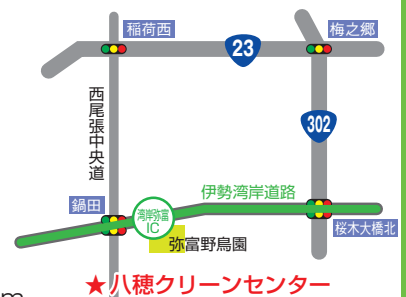 稲荷西
梅之郷
23
西尾張中央道
302
伊勢湾岸道路
鍋田
湾岸弥富
IC
桜木大橋北
弥富野鳥園
★八穂クリーンセンター
m